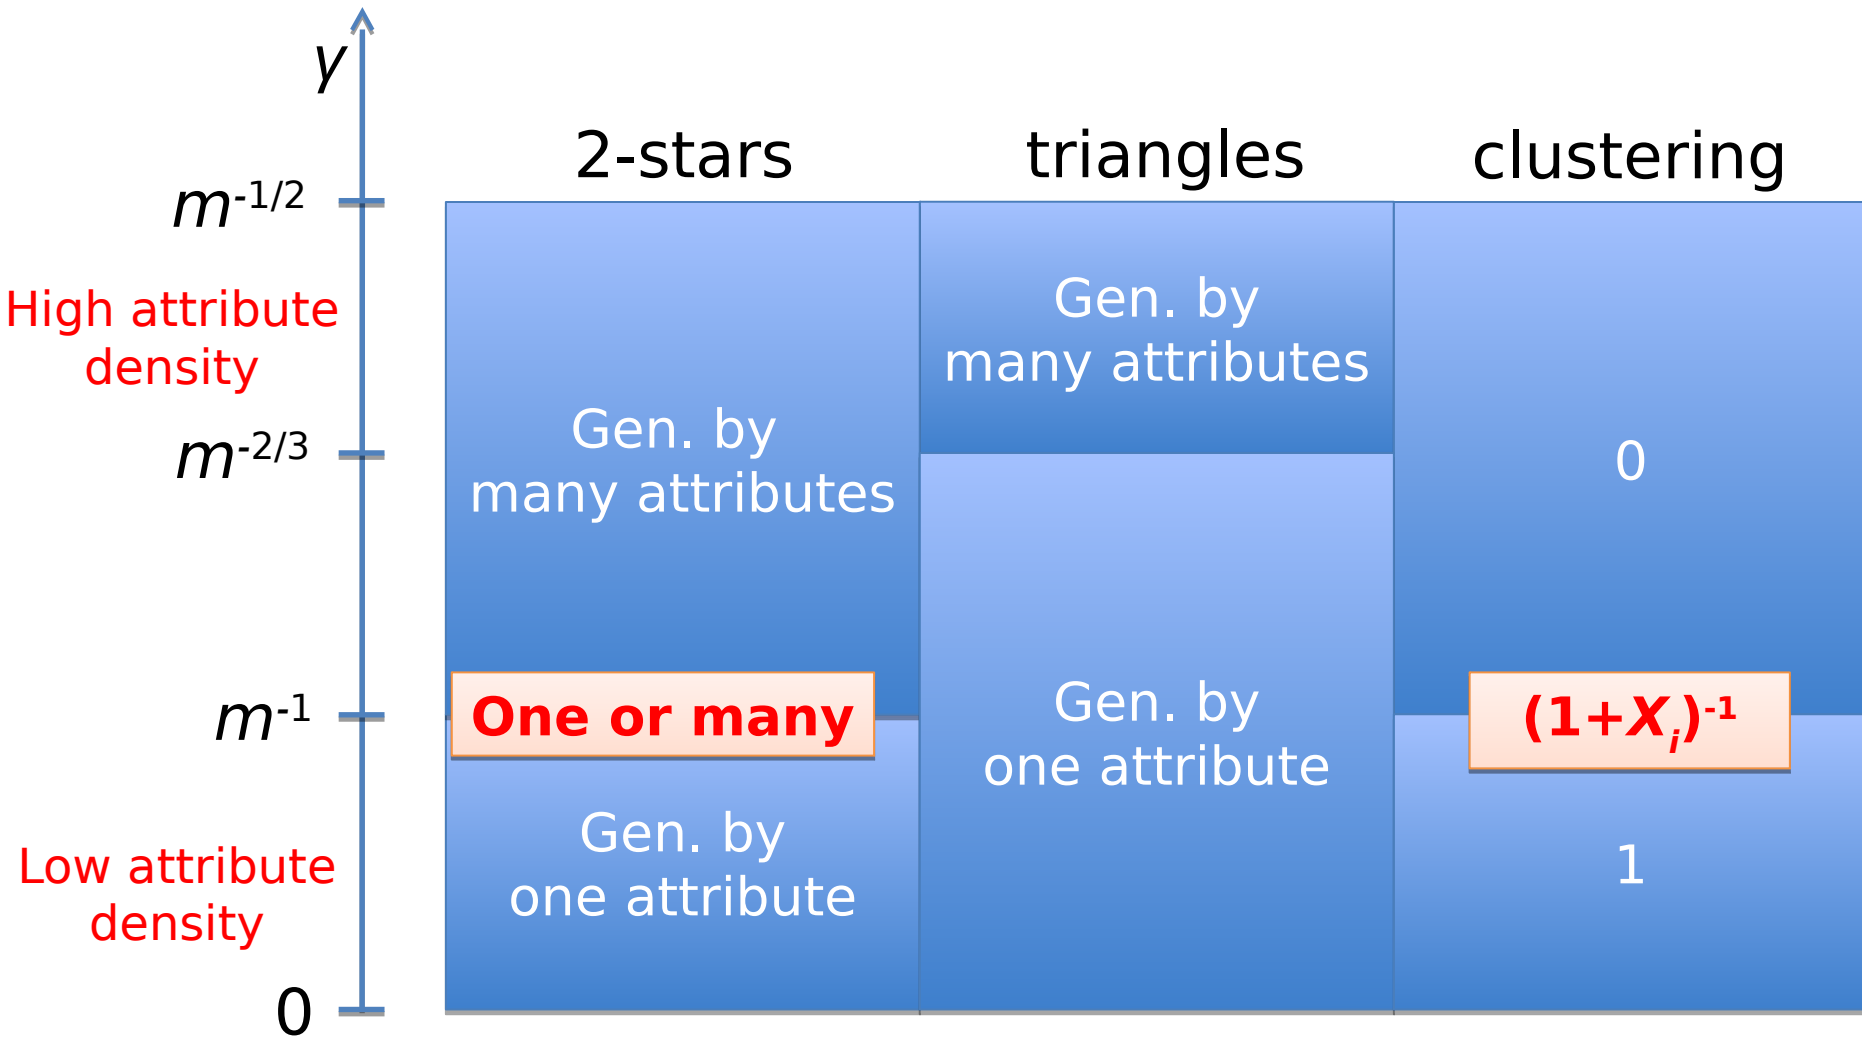 γ
2-stars
triangles
clustering
m-1/2
High attribute
density
m-2/3
m-1
Low attribute
density
0
Gen. by
many attributes
One or many
Gen. by
one attribute
Gen. by
many attributes
Gen. by
one attribute
0
(1+Xi)-1
1